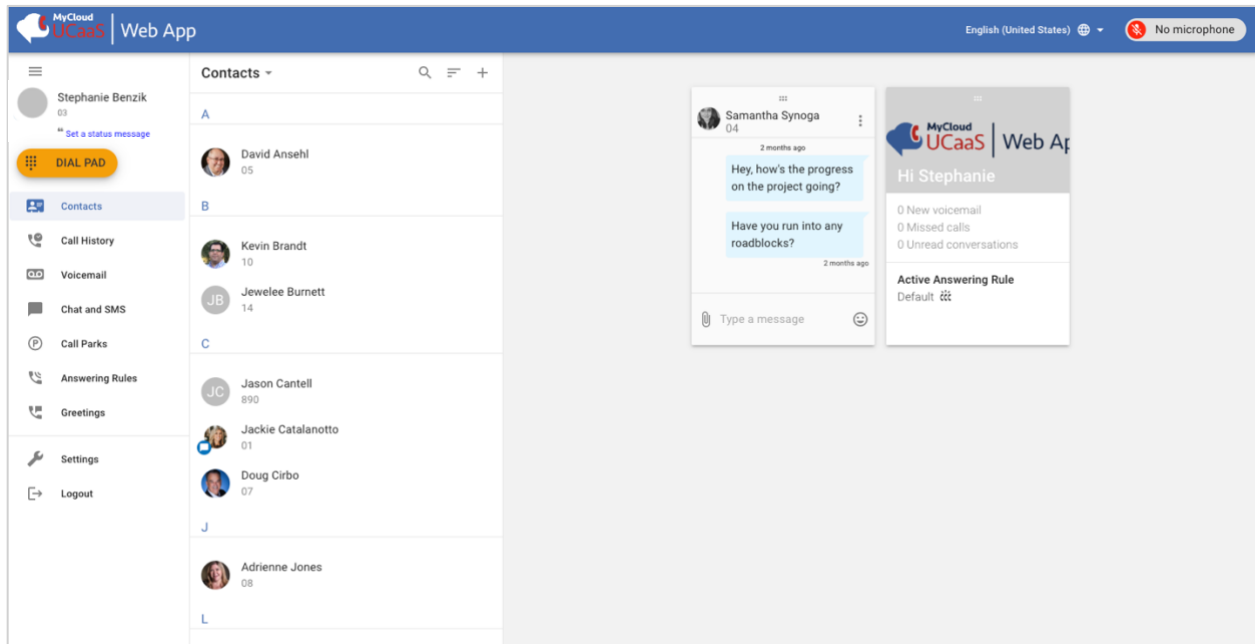 MyCloud
UCaaS | Web App
English (United States)
No microphone
Stephanie Benzik
03
" Set a status message
DIAL PAD
Contacts
Call History
Voicemail
Chat and SMS
P
Call Parks
Answering Rules
Greetings
Settings
Logout
Contacts
A
David Ansehl
05
B
Kevin Brandt
10
JB
Jewelee Burnett
14
C
JC
Jason Cantell
890
Jackie Catalanotto
01
Doug Cirbo
07
J
Adrienne Jones
08
L
Samantha Synoga
04
2 months ago
Hey, how's the progress
on the project going?
Have you run into any
roadblocks?
2 months ago
Type a message
MyCloud
UCaaS | Web Ap
Hi Stephanie
0 New voicemail
0 Missed calls
0 Unread conversations
Active Answering Rule
Default